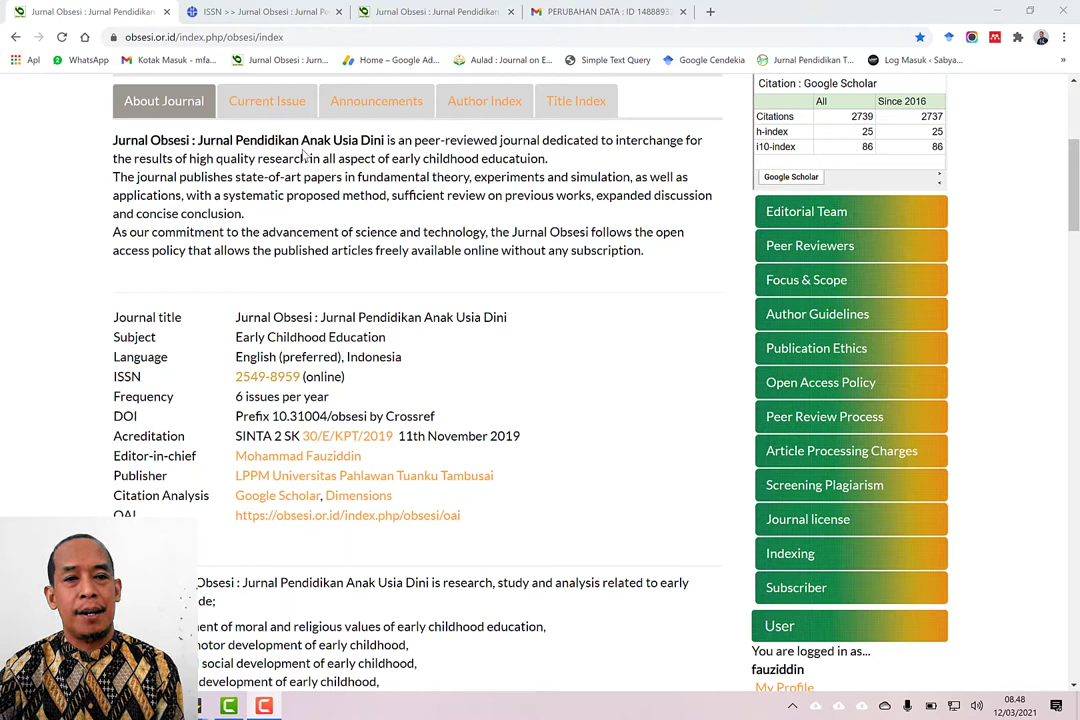 Jurnal Obsesi : Jurnal Pendidikan
ISSN >> Jurnal Obsesi : Jurnal Pe
Jurnal Obsesi : Jurnal Pendidikan
PERUBAHAN DATA : ID 1488893
obsesi.or.id/index.php/obsesi/index
Apl
WhatsApp
Kotak Masuk - mfa...
Jurnal Obsesi : Jurn...
Home – Google Ad...
Aulad : Journal on E...
Simple Text Query
Google Cendekia
Jurnal Pendidikan T...
Log Masuk ‹ Sabya...
»
About Journal
Current Issue
Announcements
Author Index
Title Index
Jurnal Obsesi : Jurnal Pendidikan Anak Usia Dini is an peer-reviewed journal dedicated to interchange for
the results of high quality research in all aspect of early childhood educatuion.
The journal publishes state-of-art papers in fundamental theory, experiments and simulation, as well as
applications, with a systematic proposed method, sufficient review on previous works, expanded discussion
and concise conclusion.
As our commitment to the advancement of science and technology, the Jurnal Obsesi follows the open
access policy that allows the published articles freely available online without any subscription.
Journal title Jurnal Obsesi : Jurnal Pendidikan Anak Usia Dini
Subject Early Childhood Education
Language English (preferred), Indonesia
ISSN 2549-8959 (online)
Frequency 6 issues per year
DOI Prefix 10.31004/obsesi by Crossref
Acreditation SINTA 2 SK 30/E/KPT/2019 11th November 2019
Editor-in-chief Mohammad Fauziddin
Publisher LPPM Universitas Pahlawan Tuanku Tambusai
Citation Analysis Google Scholar, Dimensions
OAI https://obsesi.or.id/index.php/obsesi/oai
Obsesi : Jurnal Pendidikan Anak Usia Dini is research, study and analysis related to early
de;
ent of moral and religious values of early childhood education,
motor development of early childhood,
social development of early childhood,
development of early childhood,
Citation : Google Scholar
All Since 2016
Citations 2739 2737
h-index 25 25
i10-index 86 86
Google Scholar
Editorial Team
Peer Reviewers
Focus & Scope
Author Guidelines
Publication Ethics
Open Access Policy
Peer Review Process
Article Processing Charges
Screening Plagiarism
Journal license
Indexing
Subscriber
User
You are logged in as...
fauziddin
My Profile
08.48
12/03/2021